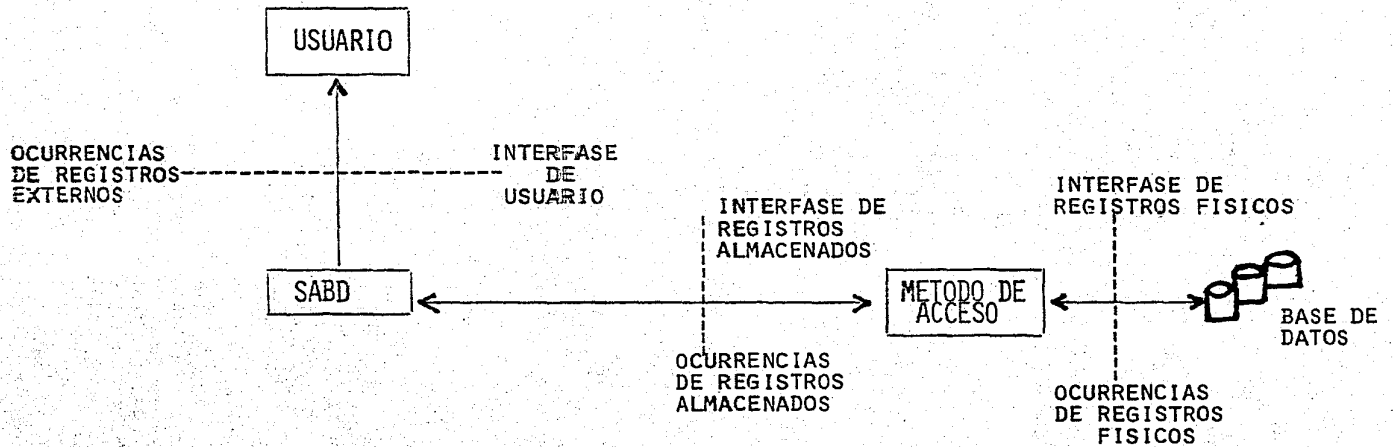 USUARIO
OCURRENCIAS
DE REGISTROS
EXTERNOS
INTERFASE
DE
USUARIO
INTERFASE DE
REGISTROS
ALMACENADOS
INTERFASE DE
REGISTROS FISICOS
SABD
METODO DE
ACCESO
BASE DE
DATOS
OCURRENCIAS
DE REGISTROS
ALMACENADOS
OCURRENCIAS
DE REGISTROS
FISICOS